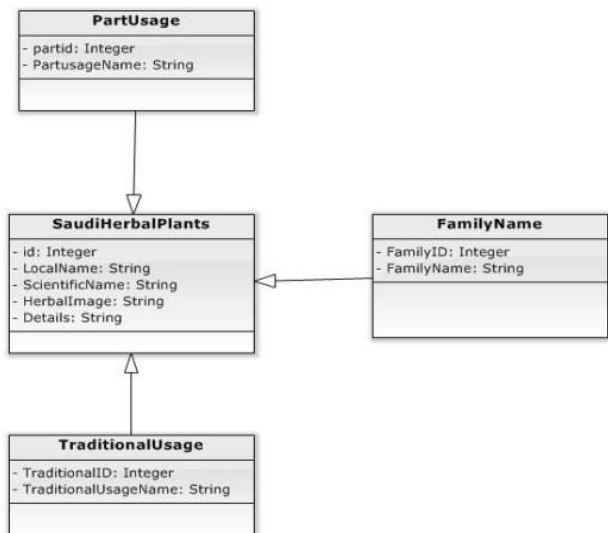 PartUsage
- partid: Integer
- PartusageName: String
SaudiHerbalPlants
- id: Integer
- LocalName: String
- ScientificName: String
- HerbalImage: String
- Details: String
FamilyName
- FamilyID: Integer
- FamilyName: String
TraditionalUsage
- TraditionalID: Integer
- TraditionalUsageName: String